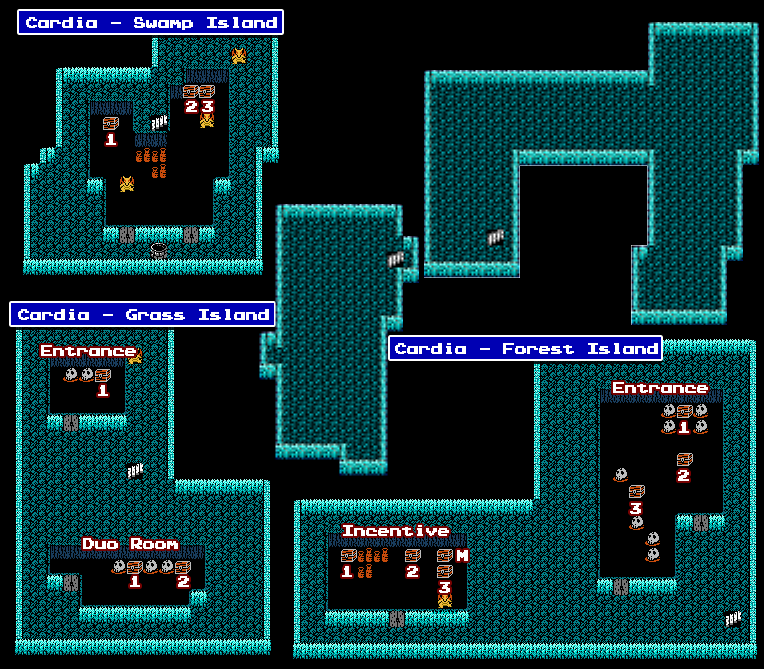 Cardia - Swamp Island
2 3
1
Cardia - Grass Island
Entrance
1
Duo Room
1 2
Cardia - Forest Island
Entrance
1
2
3
Incentive
M
1 2
3